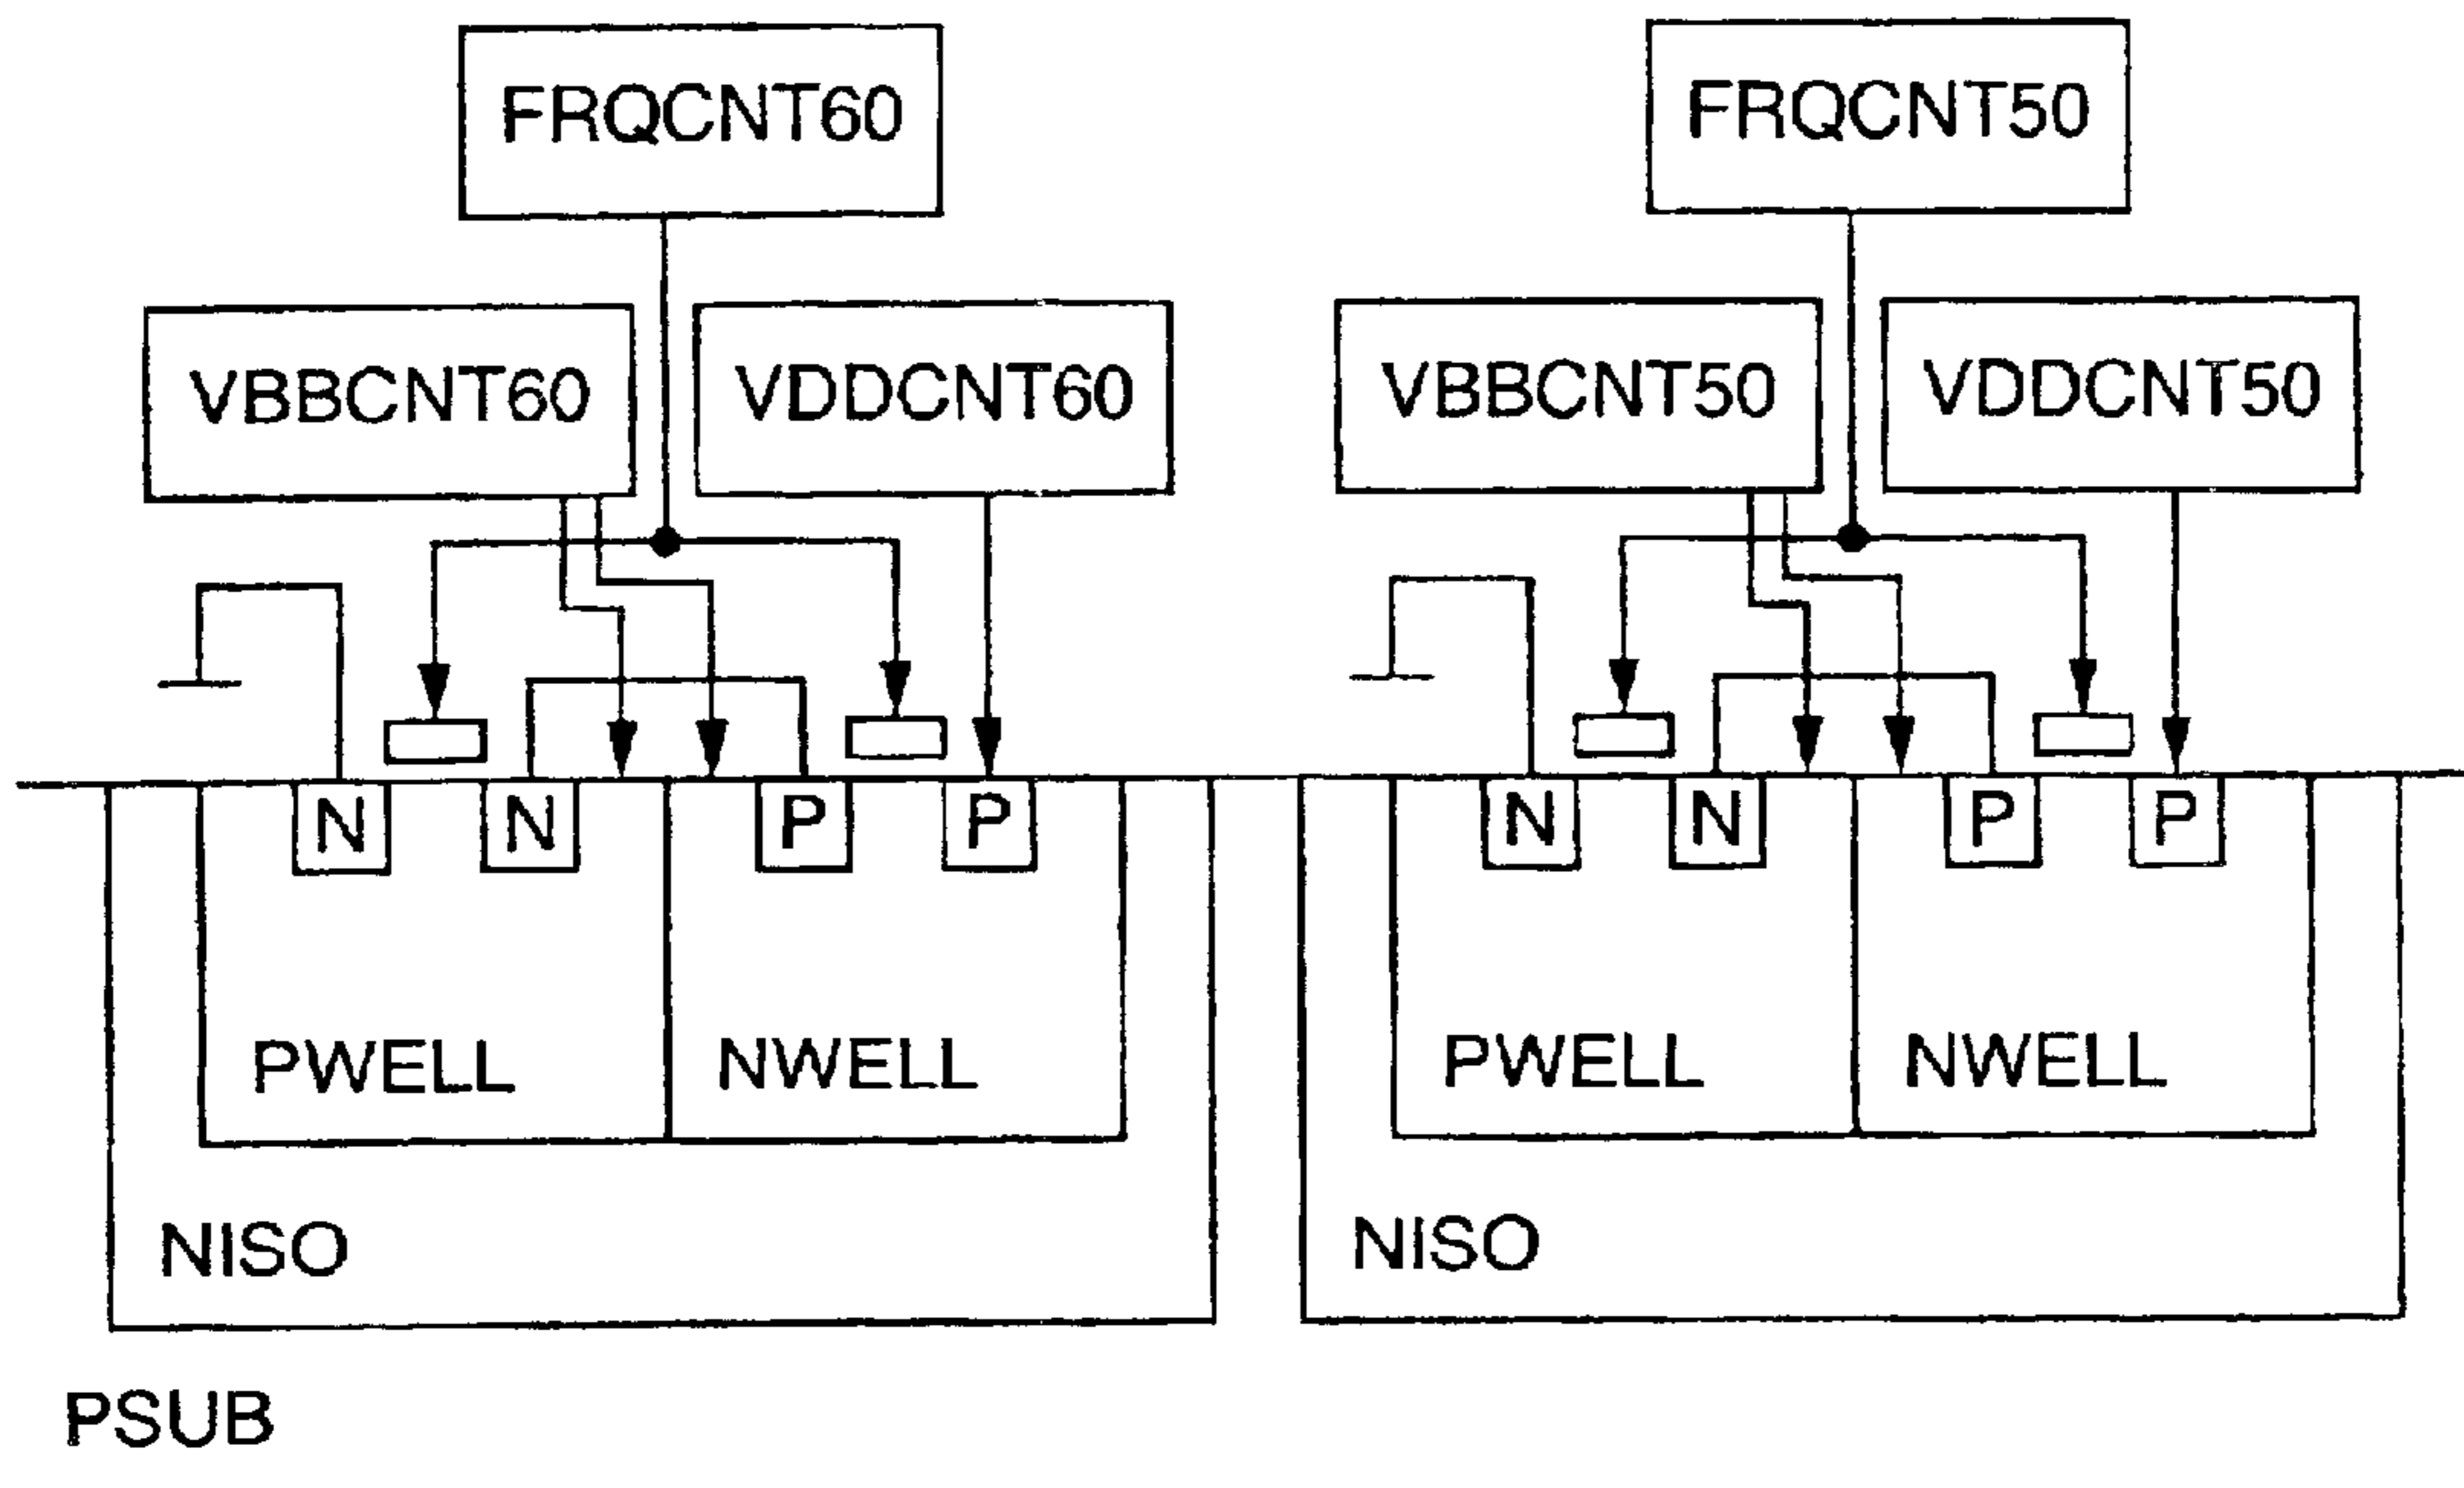 FRQCNT60
FRQCNT50
VBBCNT60
VDDCNT60
VBBCNT50
VDDCNT50
N
N
P
P
N
N
P
P
PWELL
NWELL
PWELL
NWELL
NISO
NISO
PSUB